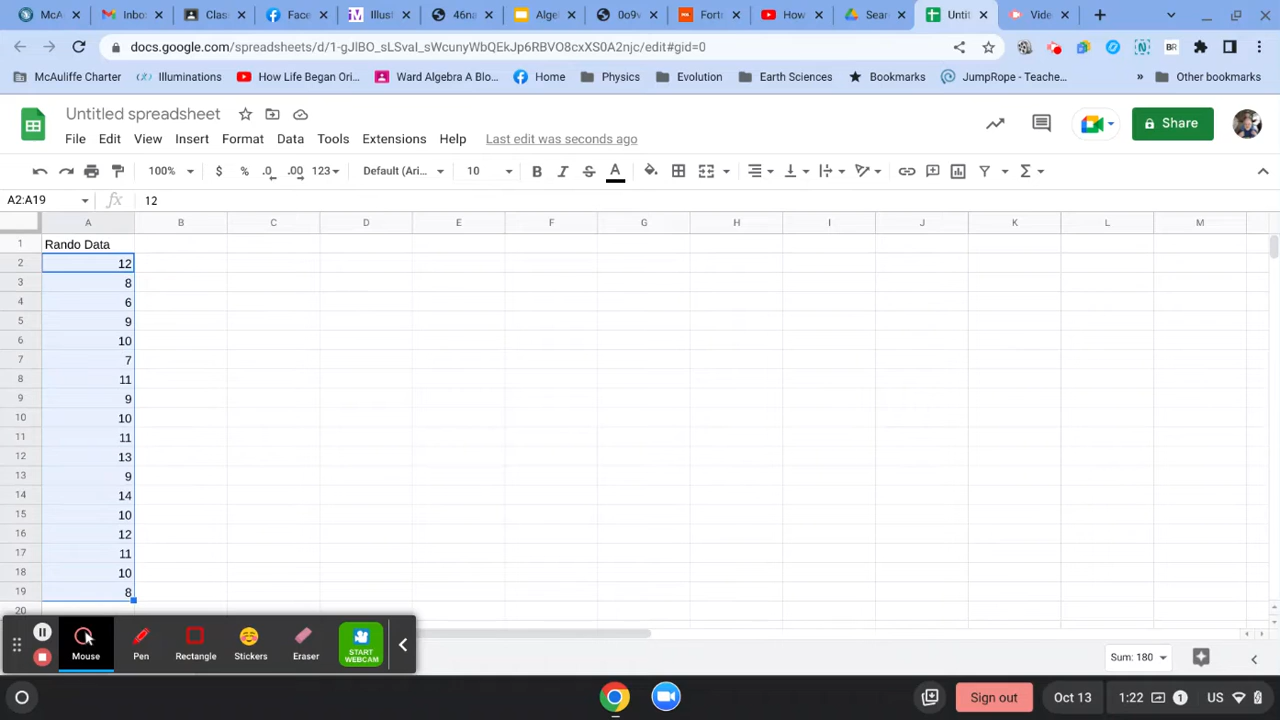 McA
Inbo
Clas
Face
Illust
46na
Algel
0o9v
Fort
How
Sear
Untit
Vide
docs.google.com/spreadsheets/d/1-gJlBO_sLSvaI_sWcunyWbQEkJp6RBVO8cxXS0A2njc/edit#gid=0
McAuliffe Charter
Illuminations
How Life Began Ori...
Ward Algebra A Blo...
Home
Physics
Evolution
Earth Sciences
Bookmarks
JumpRope - Teache...
»
Other bookmarks
Untitled spreadsheet
File Edit View Insert Format Data Tools Extensions Help Last edit was seconds ago
Share
100% $ % .0 .00 123 Default (Ari... 10 B I S A
A2:A19 fx 12
A B C D E F G H I J K L M
1 Rando Data
2 12
3 8
4 6
5 9
6 10
7 7
8 11
9 9
10 10
11 11
12 13
13 9
14 14
15 10
16 12
17 11
18 10
19 8
20
Mouse Pen Rectangle Stickers Eraser START WEBCAM
Sum: 180
Sign out Oct 13 1:22 1 US